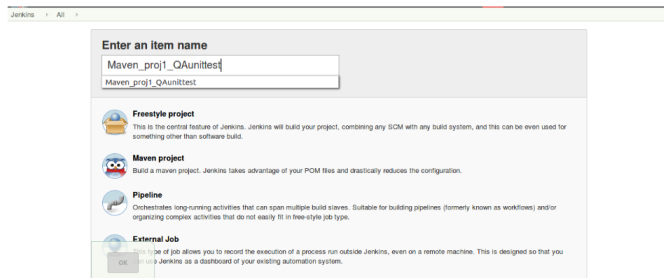 Jenkins › All ›
Enter an item name
Maven_proj1_QAunittest
Maven_proj1_QAunittest
Freestyle project
This is the central feature of Jenkins. Jenkins will build your project, combining any SCM with any build system, and this can be even used for
something other than software build.
Maven project
Build a maven project. Jenkins takes advantage of your POM files and drastically reduces the configuration.
Pipeline
Orchestrates long-running activities that can span multiple build slaves. Suitable for building pipelines (formerly known as workflows) and/or
organizing complex activities that do not easily fit in free-style job type.
External Job
This type of job allows you to record the execution of a process run outside Jenkins, even on a remote machine. This is designed so that you
can use Jenkins as a dashboard of your existing automation system.
OK